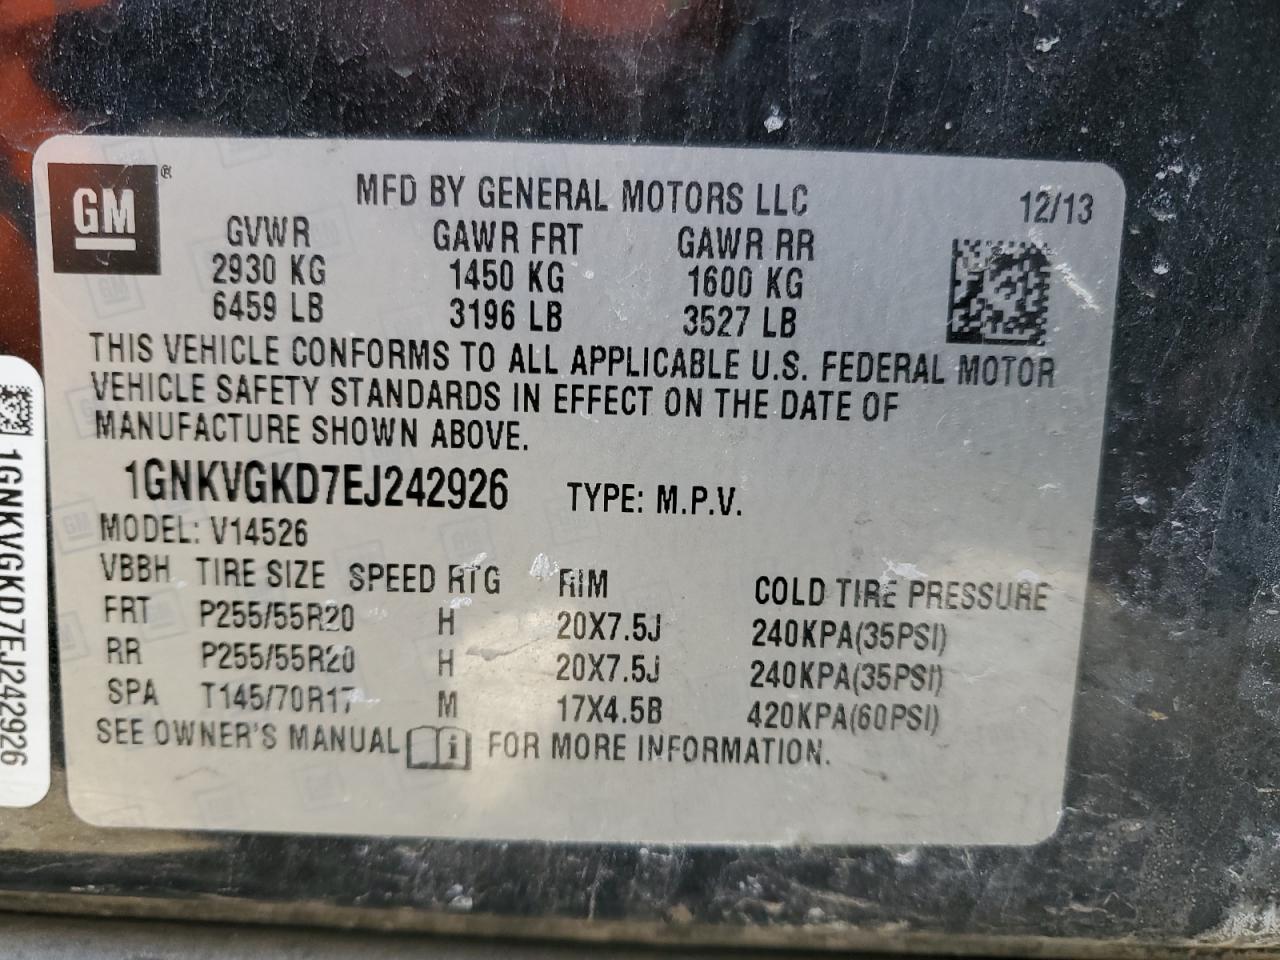 GM®
MFD BY GENERAL MOTORS LLC
12/13
GVWR GAWR FRT GAWR RR
2930 KG 1450 KG 1600 KG
6459 LB 3196 LB 3527 LB
THIS VEHICLE CONFORMS TO ALL APPLICABLE U.S. FEDERAL MOTOR
VEHICLE SAFETY STANDARDS IN EFFECT ON THE DATE OF
MANUFACTURE SHOWN ABOVE.
1GNKVGKD7EJ242926 TYPE: M.P.V.
MODEL: V14526
VBBH TIRE SIZE SPEED RTG RIM COLD TIRE PRESSURE
FRT P255/55R20 H 20X7.5J 240KPA(35PSI)
RR P255/55R20 H 20X7.5J 240KPA(35PSI)
SPA T145/70R17 M 17X4.5B 420KPA(60PSI)
SEE OWNER'S MANUAL i FOR MORE INFORMATION.
1GNKVGKD7EJ242926